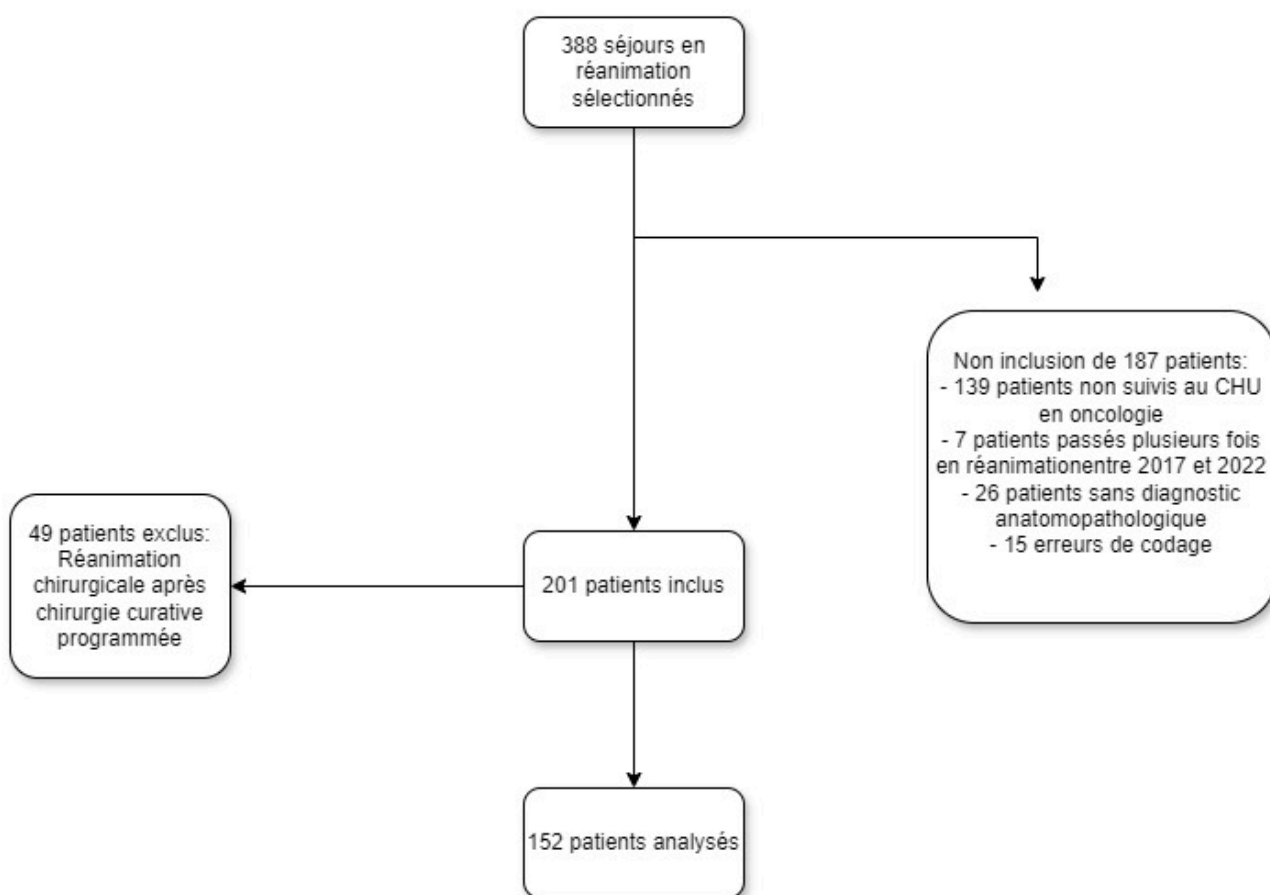 388 séjours en
réanimation
sélectionnés
Non inclusion de 187 patients:
- 139 patients non suivis au CHU
en oncologie
- 7 patients passés plusieurs fois
en réanimationentre 2017 et 2022
- 26 patients sans diagnostic
anatomopathologique
- 15 erreurs de codage
49 patients exclus:
Réanimation
chirurgicale après
chirurgie curative
programmée
201 patients inclus
152 patients analysés